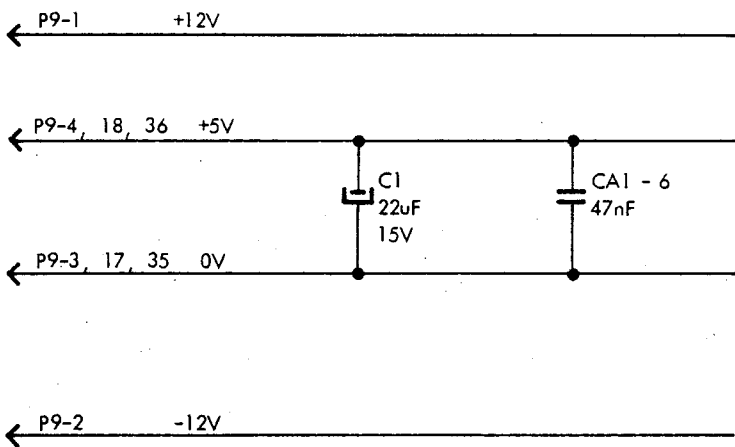 P9-1 +12V
P9-4, 18, 36 +5V
C1
22uF
15V
CA1 - 6
47nF
P9-3, 17, 35 0V
P9-2 -12V